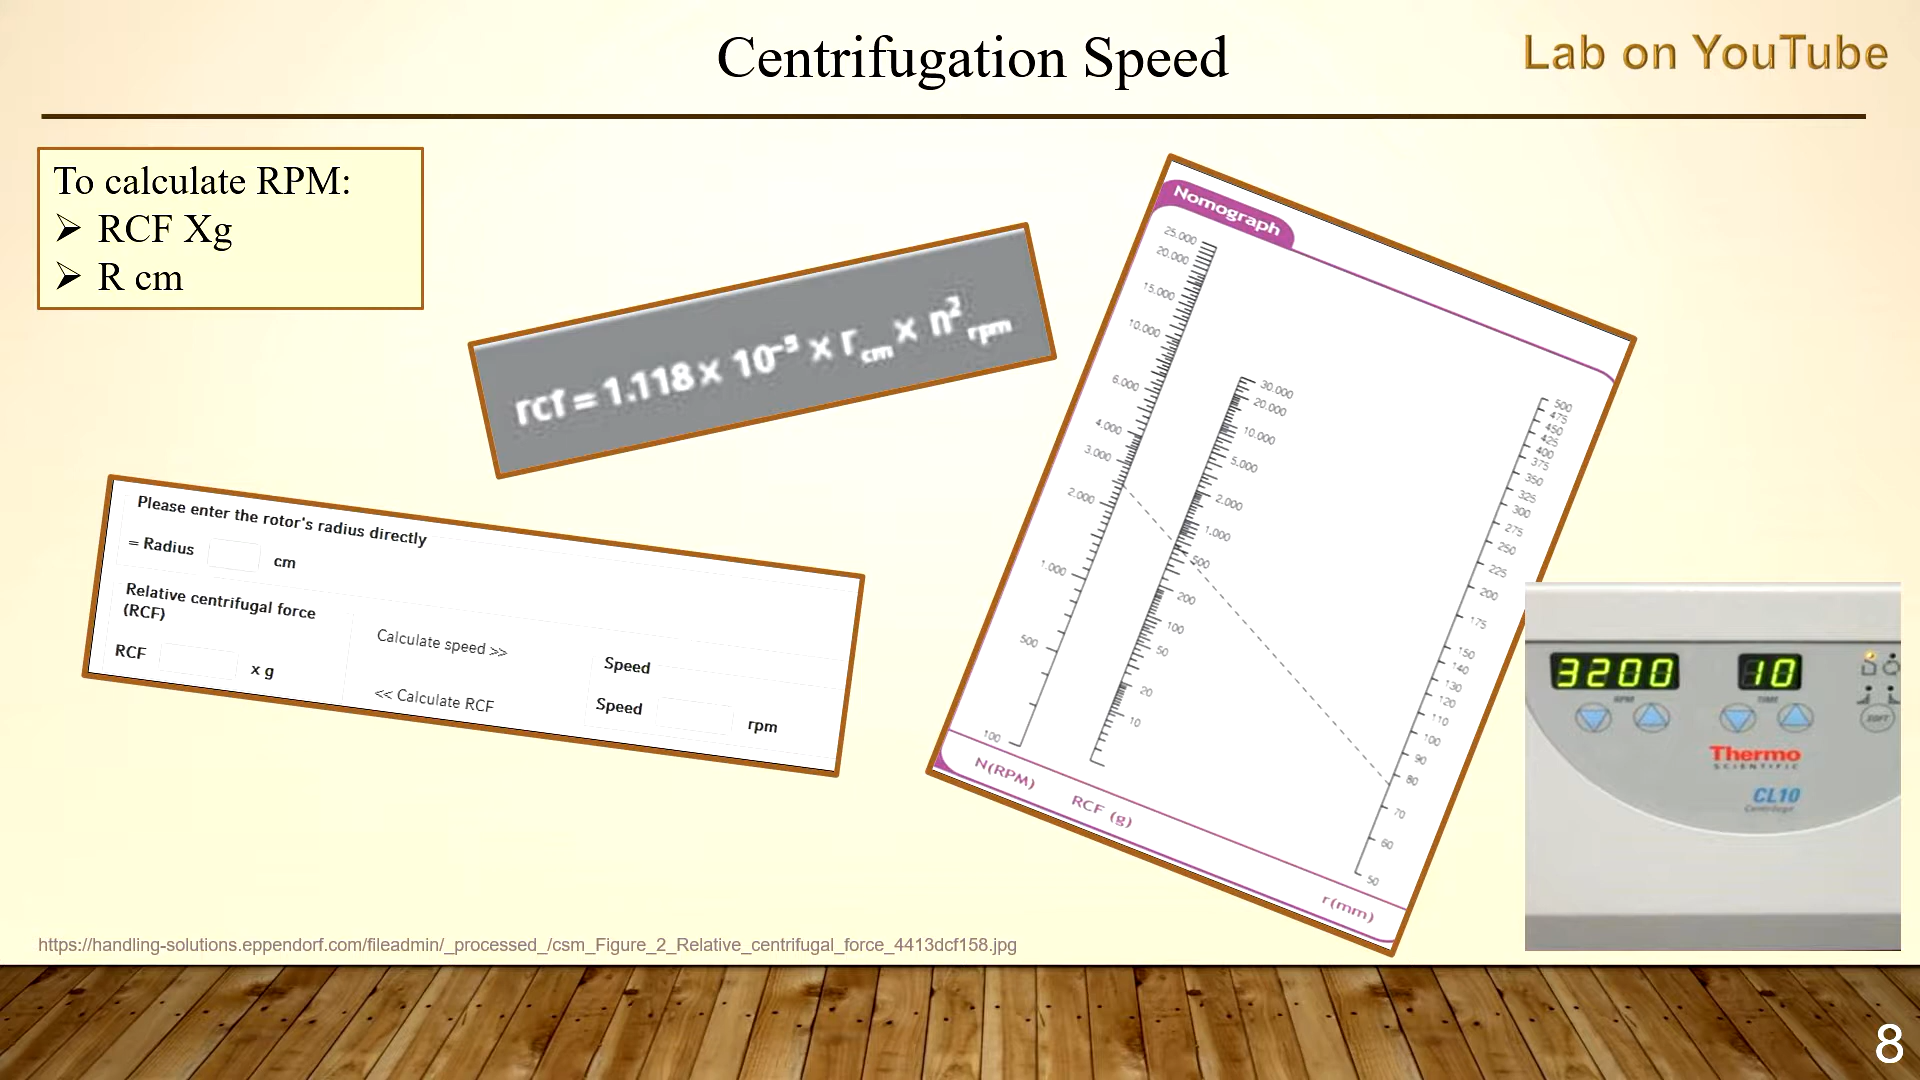 Centrifugation Speed
Lab on YouTube
To calculate RPM:
➢ RCF Xg
➢ R cm
rcf = 1.118 x 10⁻⁵ x r cm x n² rpm
Please enter the rotor's radius directly
= Radius cm
Relative centrifugal force
(RCF)
RCF x g
Calculate speed >>
<< Calculate RCF
Speed
Speed rpm
Nomograph
25.000
20.000
15.000
10.000
6.000
4.000
3.000
2.000
1.000
500
100
N(RPM)
30.000
20.000
10.000
5.000
2.000
1.000
500
200
100
50
20
10
RCF (g)
500
475
450
425
400
375
350
325
300
275
250
225
200
175
150
140
130
120
110
100
90
80
70
60
50
r(mm)
3200 10
RPM TIME
SOFT
Thermo
SCIENTIFIC
CL10
Centrifuge
https://handling-solutions.eppendorf.com/fileadmin/_processed_/csm_Figure_2_Relative_centrifugal_force_4413dcf158.jpg
8